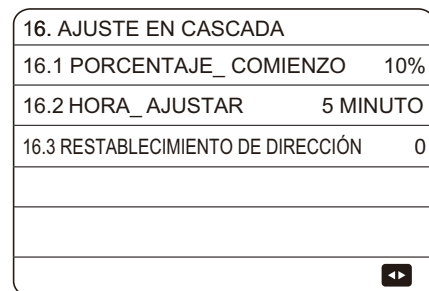 16. AJUSTE EN CASCADA
16.1 PORCENTAJE_ COMIENZO 10%
16.2 HORA_ AJUSTAR 5 MINUTO
16.3 RESTABLECIMIENTO DE DIRECCIÓN 0